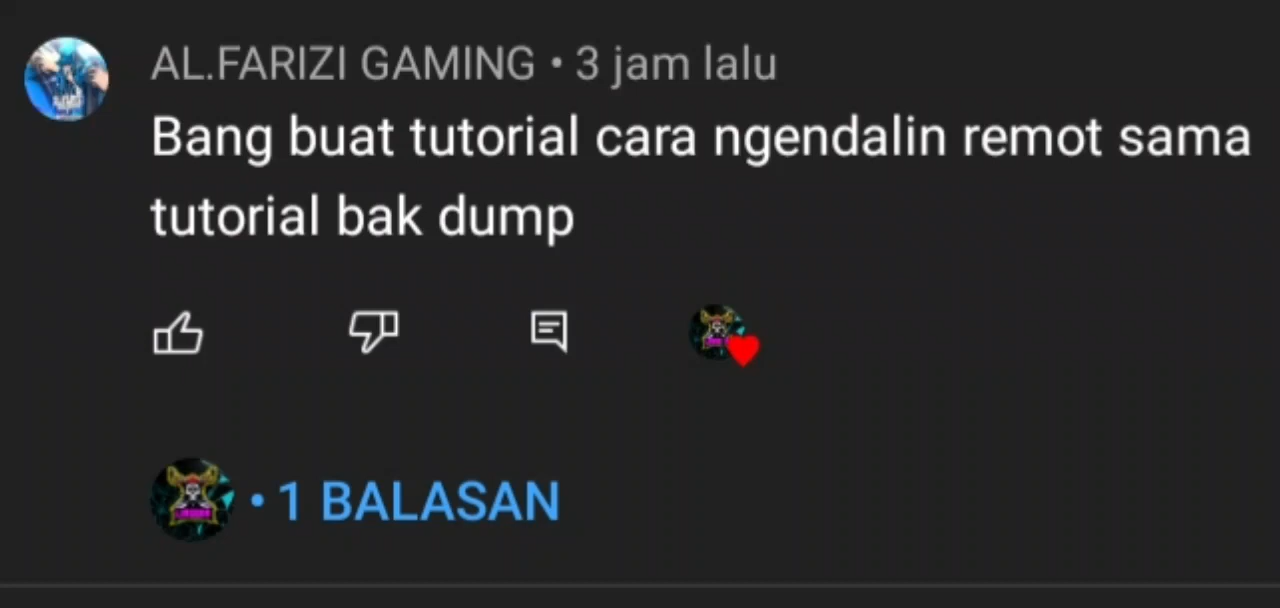 AL.FARIZI GAMING • 3 jam lalu
Bang buat tutorial cara ngendalin remot sama
tutorial bak dump
• 1 BALASAN